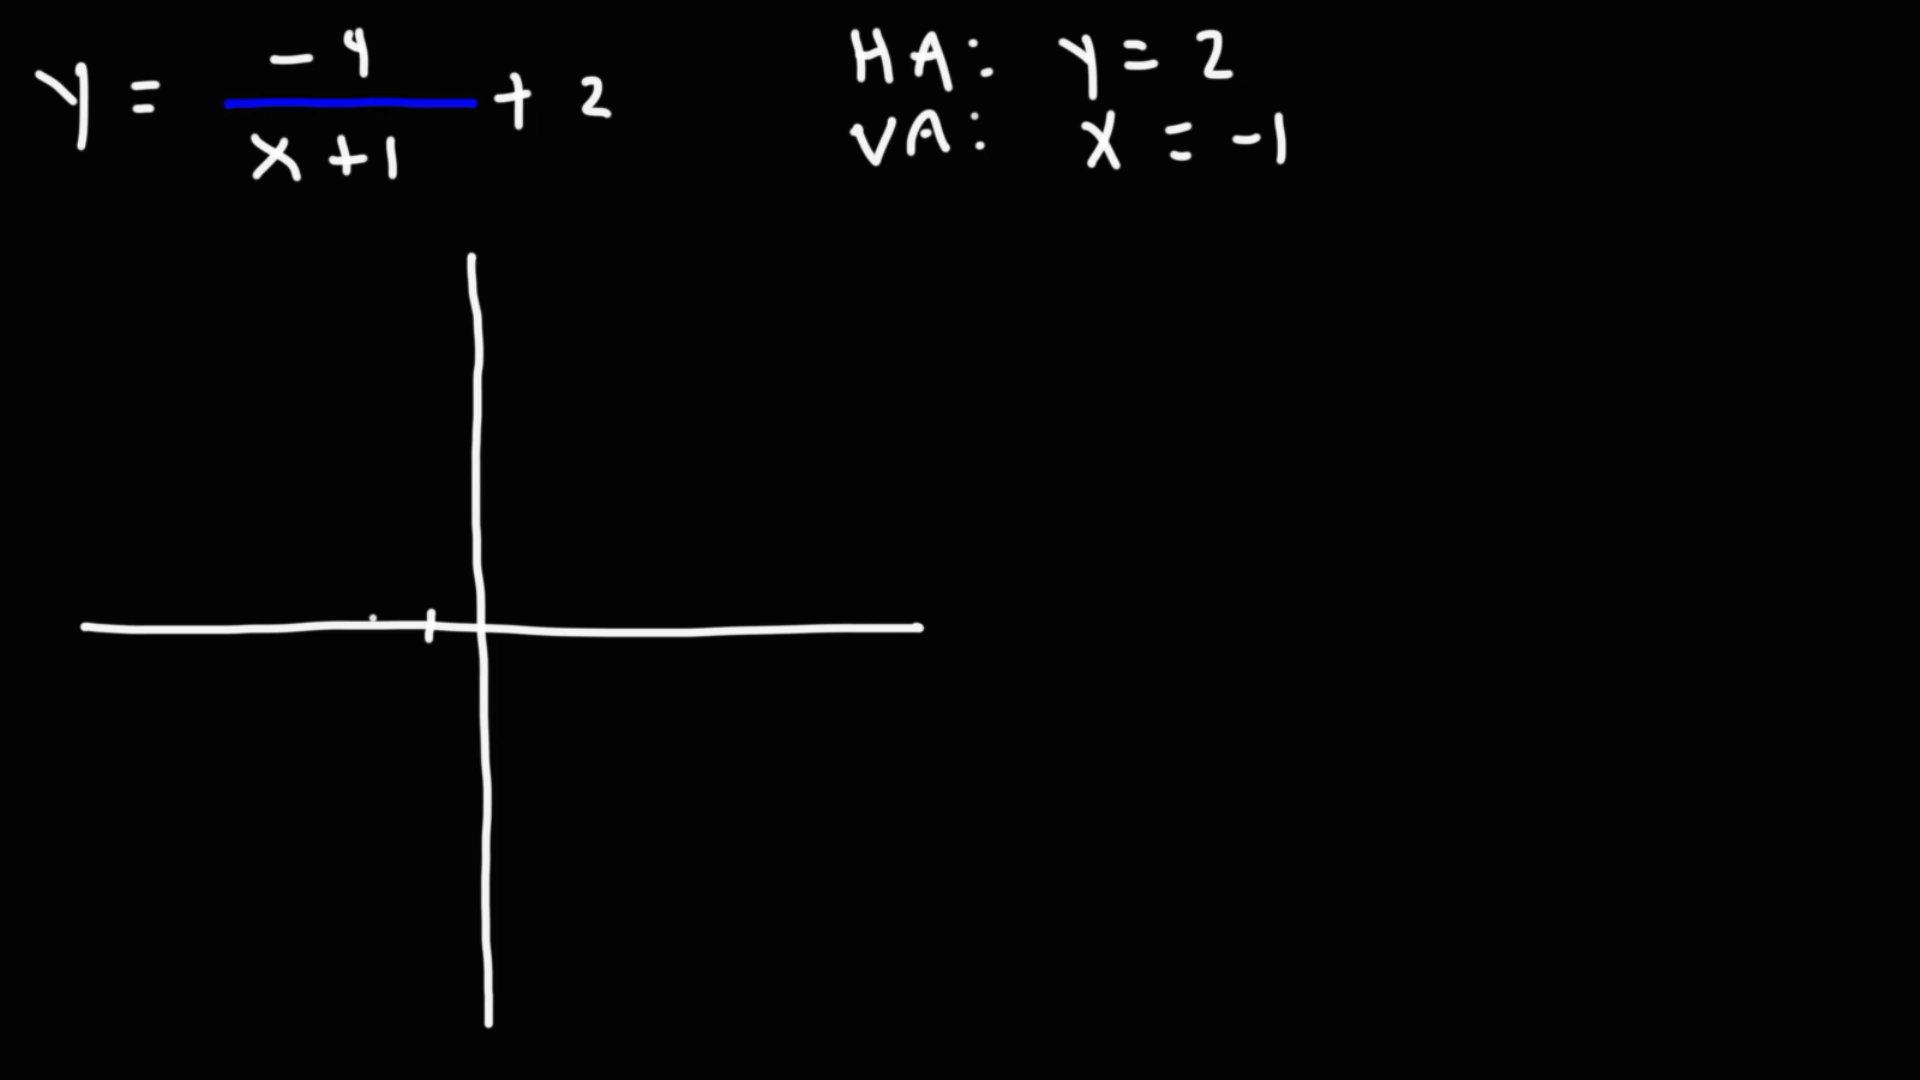 y = -4/(x+1) + 2
HA: y = 2
VA: x = -1